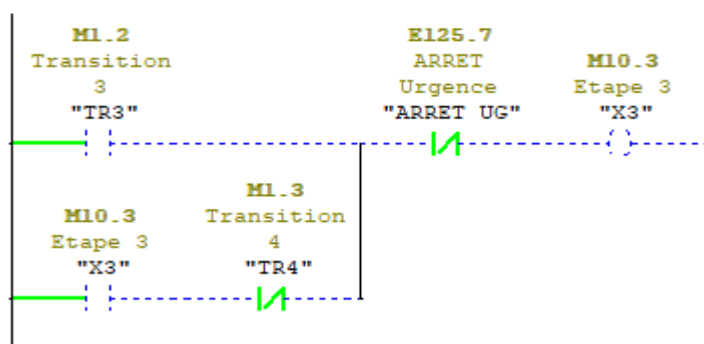 M1.2
Transition
3
"TR3"
E125.7
ARRET
Urgence
"ARRET UG"
M10.3
Etape 3
"X3"
M10.3
Etape 3
"X3"
M1.3
Transition
4
"TR4"